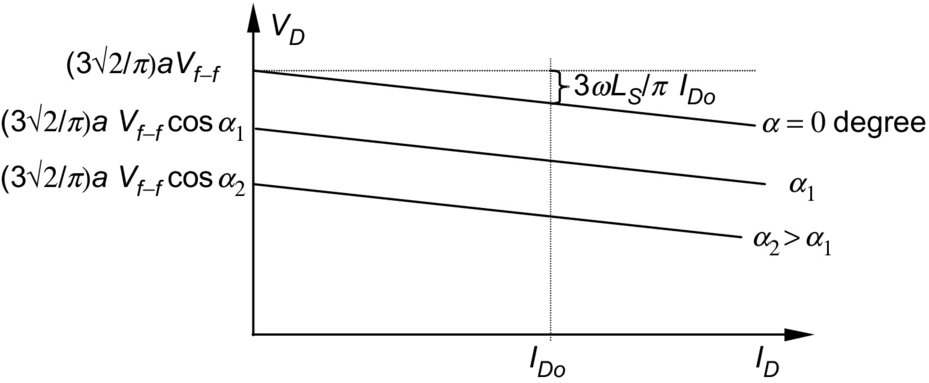 V_D
(3√2/π)aV_f–f
3ωL_S/π I_Do
(3√2/π)a V_f–f cos α_1
α = 0 degree
(3√2/π)a V_f–f cos α_2
α_1
α_2 > α_1
I_Do
I_D